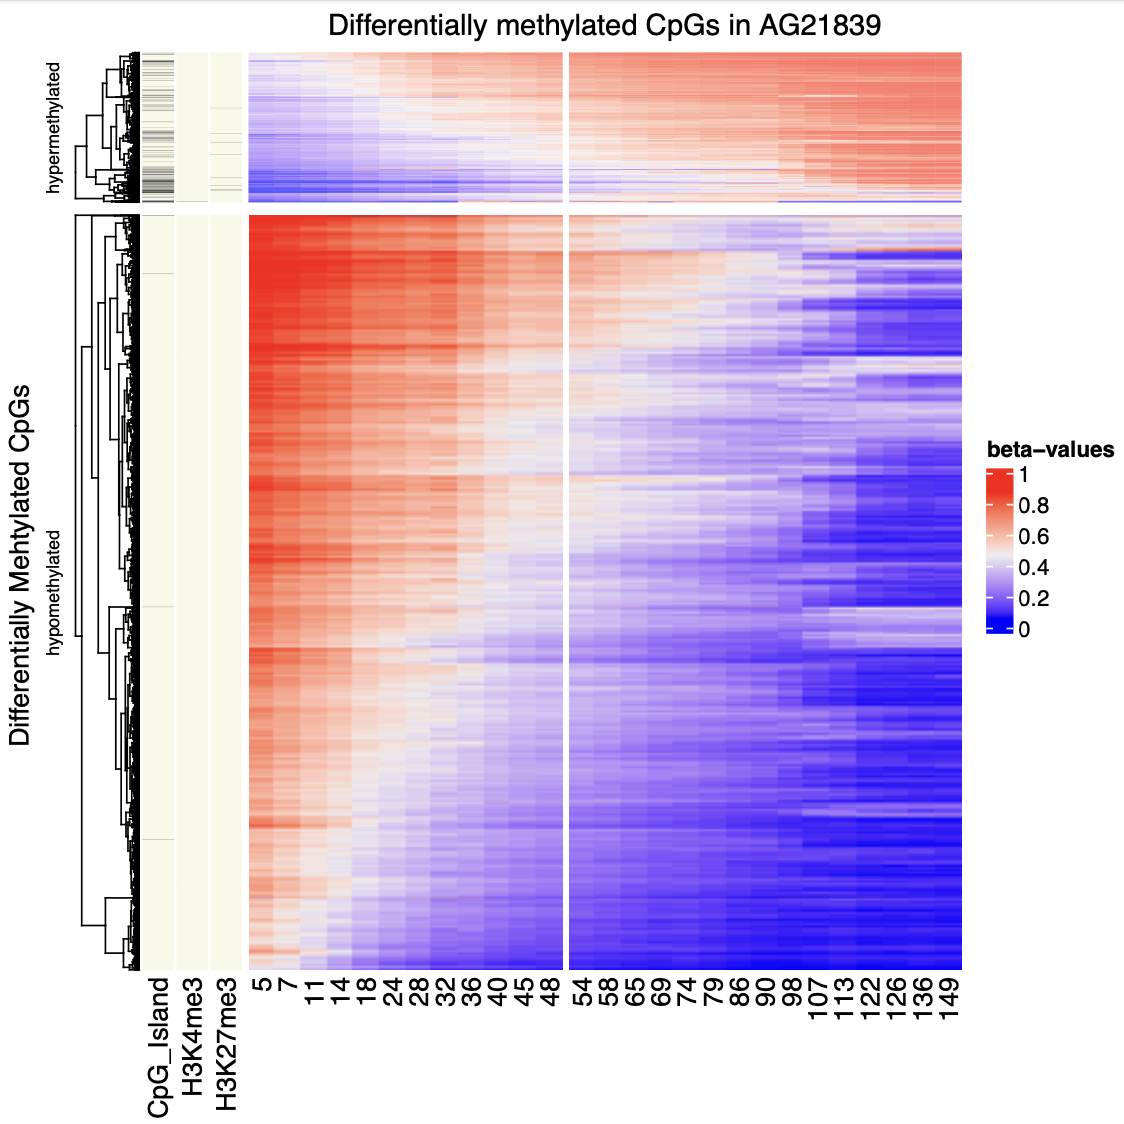 Differentially methylated CpGs in AG21839
hypermethylated
Differentially Mehtylated CpGs
hypomethylated
beta−values
1
0.8
0.6
0.4
0.2
0
CpG_Island
H3K4me3
H3K27me3
5 7 11 14 18 24 28 32 36 40 45 48 54 58 65 69 74 79 86 90 98 107 113 122 126 136 149